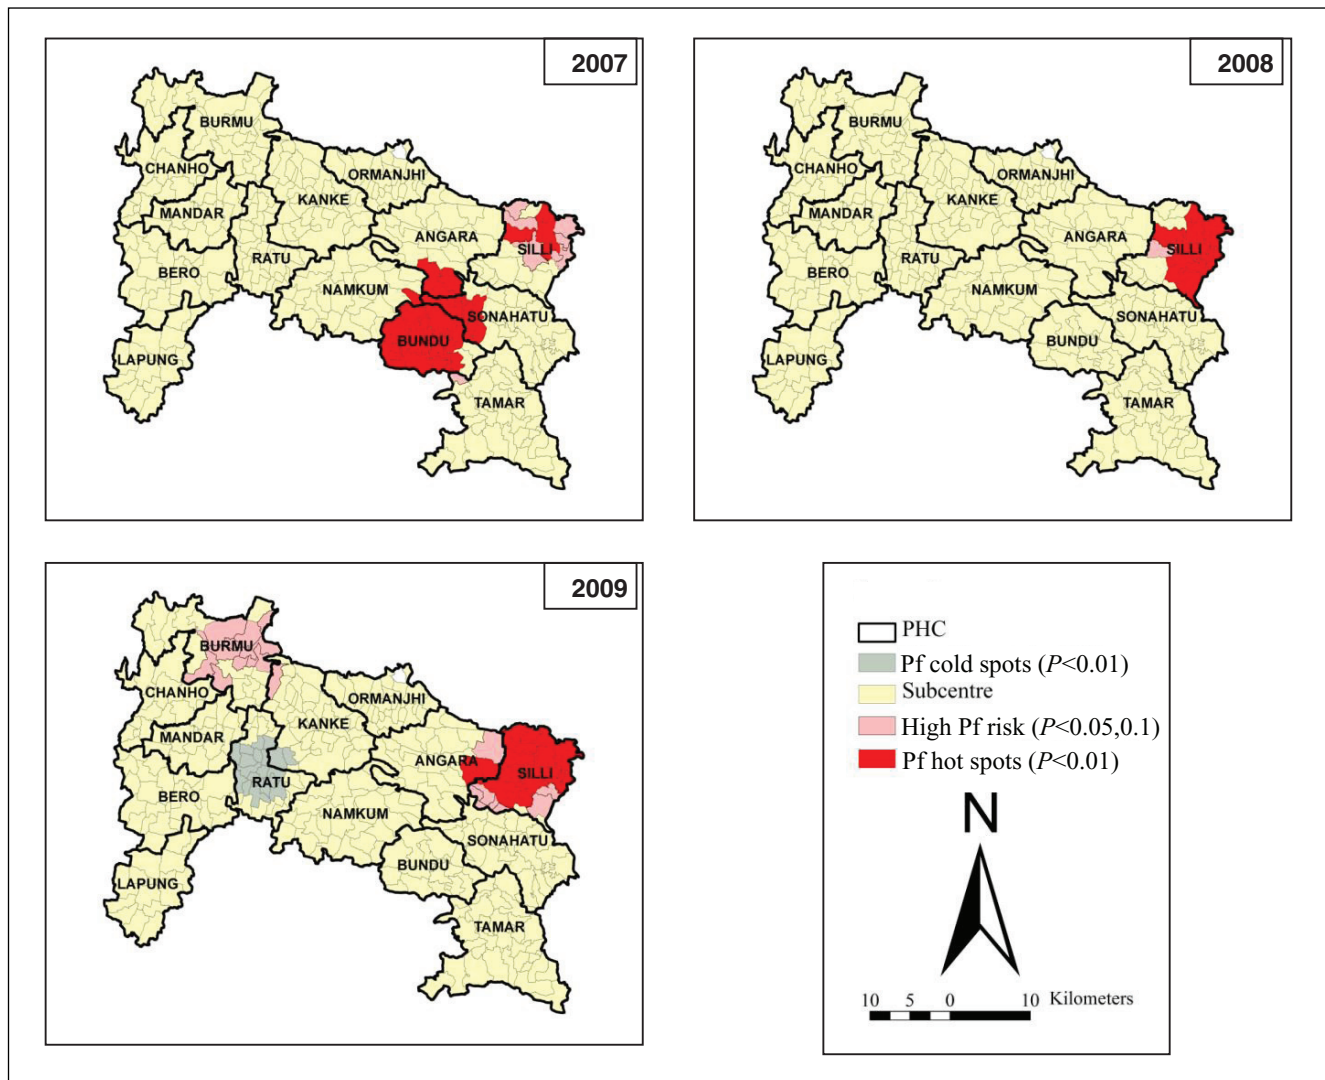 2007
BURMU
CHANHO
ORMANJHI
KANKE
MANDAR
ANGARA
SILLI
RATU
BERO
NAMKUM
SONAHATU
BUNDU
LAPUNG
TAMAR
2008
BURMU
CHANHO
ORMANJHI
KANKE
MANDAR
ANGARA
SILLI
RATU
BERO
NAMKUM
SONAHATU
BUNDU
LAPUNG
TAMAR
2009
BURMU
CHANHO
ORMANJHI
KANKE
MANDAR
ANGARA
SILLI
RATU
BERO
NAMKUM
SONAHATU
BUNDU
LAPUNG
TAMAR
PHC
Pf cold spots (P<0.01)
Subcentre
High Pf risk (P<0.05,0.1)
Pf hot spots (P<0.01)
N
10 5 0 10 Kilometers